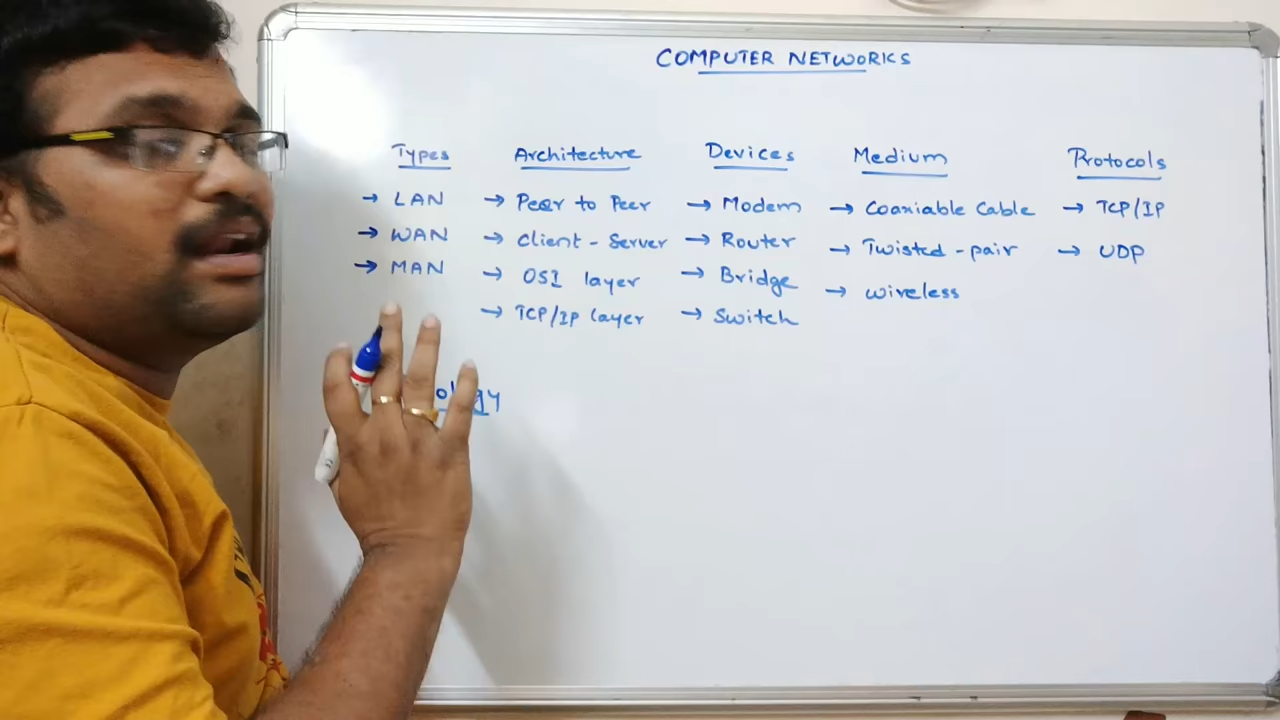 COMPUTER NETWORKS
Types
→ LAN
→ WAN
→ MAN
Architecture
→ Peer to Peer
→ Client - Server
→ OSI layer
→ TCP/IP layer
Devices
→ Modem
→ Router
→ Bridge
→ Switch
Medium
→ Coaxiable Cable
→ Twisted - pair
→ wireless
Protocols
→ TCP/IP
→ UDP